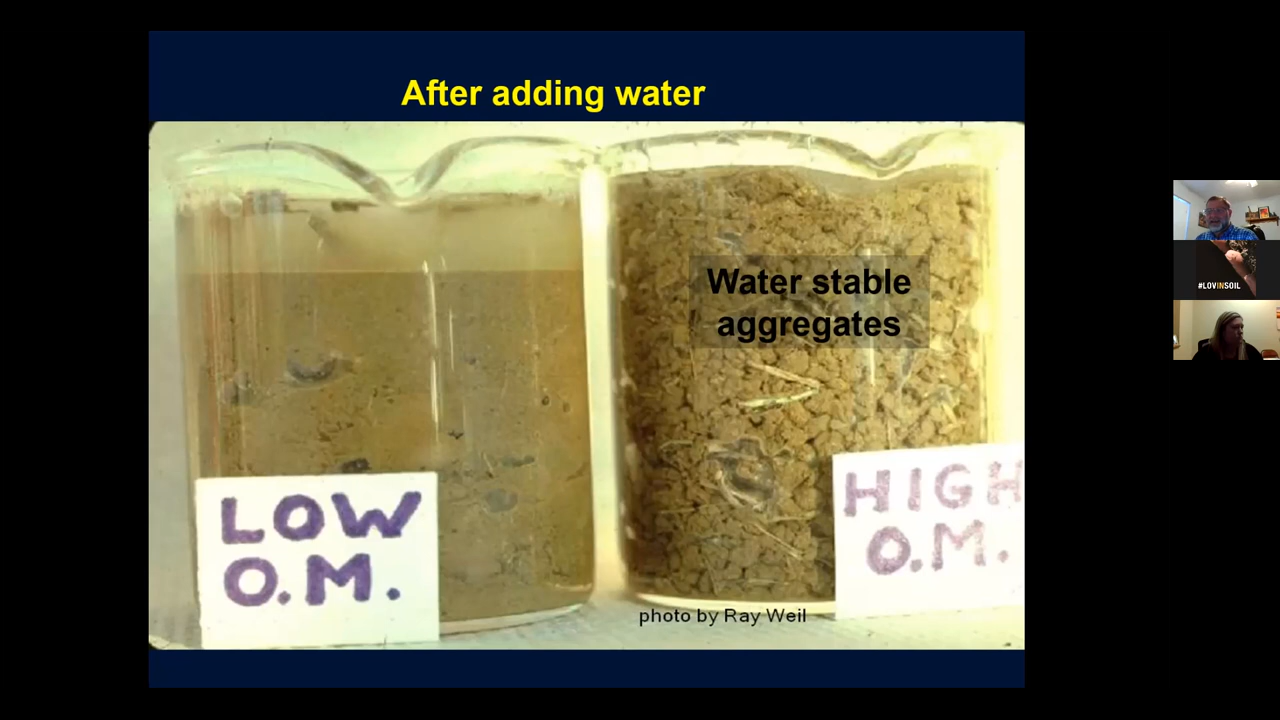 After adding water
Water stable
aggregates
LOW
O.M.
HIGH
O.M.
photo by Ray Weil
#LOVINSOIL